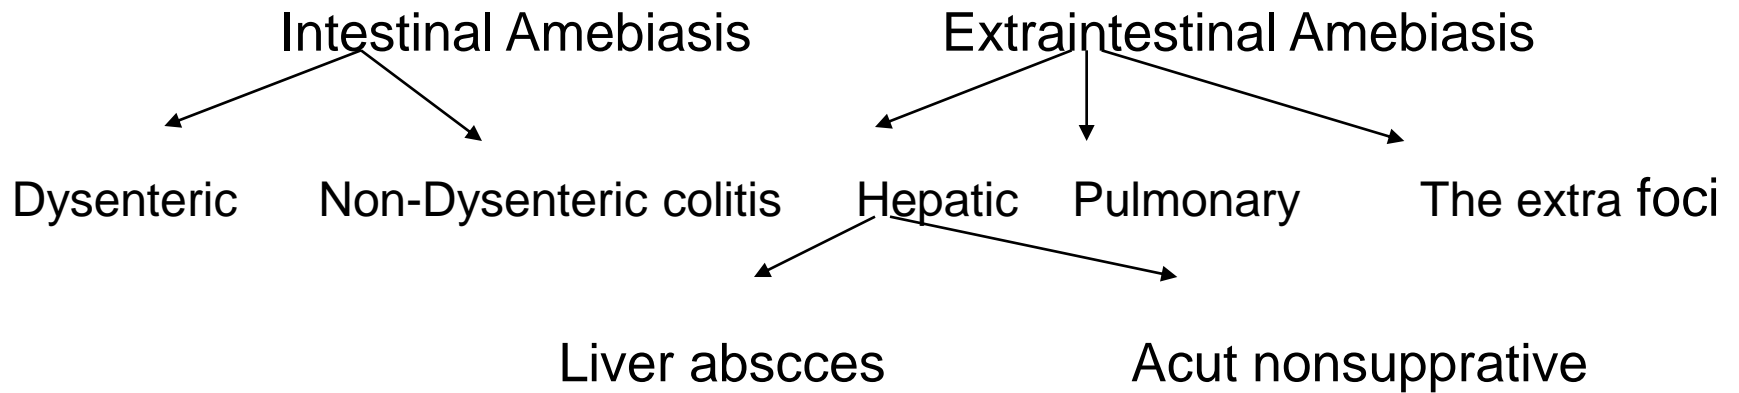 Intestinal Amebiasis Extraintestinal Amebiasis
Dysenteric Non-Dysenteric colitis Hepatic Pulmonary The extra foci
Liver abscces Acut nonsupprative